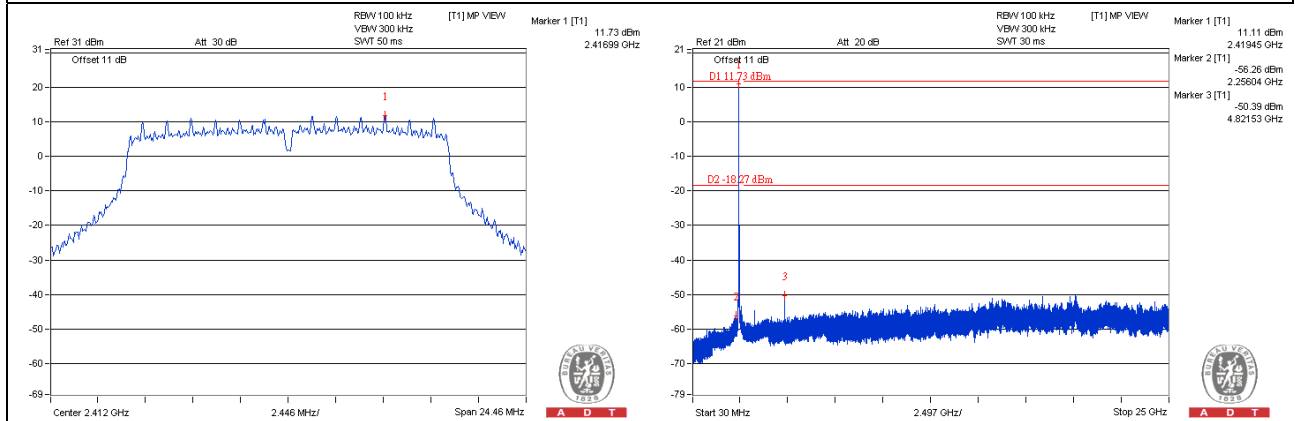 RBW 100 kHz [T1] MP VIEW
VBW 300 kHz
SWT 50 ms
Ref 31 dBm Att 30 dB
Marker 1 [T1]
11.73 dBm
2.41699 GHz
31
Offset 11 dB
20
10
0
-10
-20
-30
-40
-50
-60
-69
1
Center 2.412 GHz 2.446 MHz/ Span 24.46 MHz
BUREAU VERITAS
1828
A D T
RBW 100 kHz [T1] MP VIEW
VBW 300 kHz
SWT 30 ms
Ref 21 dBm Att 20 dB
Marker 1 [T1]
11.11 dBm
2.41945 GHz
Marker 2 [T1]
-56.26 dBm
2.25604 GHz
Marker 3 [T1]
-50.39 dBm
4.82153 GHz
21
Offset 11 dB
1
D1 11.73 dBm
10
0
-10
D2 -18.27 dBm
-20
-30
-40
3
-50
2
-60
-70
-79
Start 30 MHz 2.497 GHz/ Stop 25 GHz
BUREAU VERITAS
1828
A D T